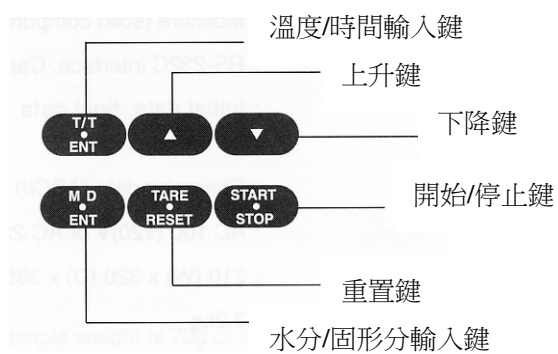 溫度/時間輸入鍵
上升鍵
下降鍵
T/T
ENT
▲
▼
M D
ENT
TARE
RESET
START
STOP
開始/停止鍵
重置鍵
水分/固形分輸入鍵